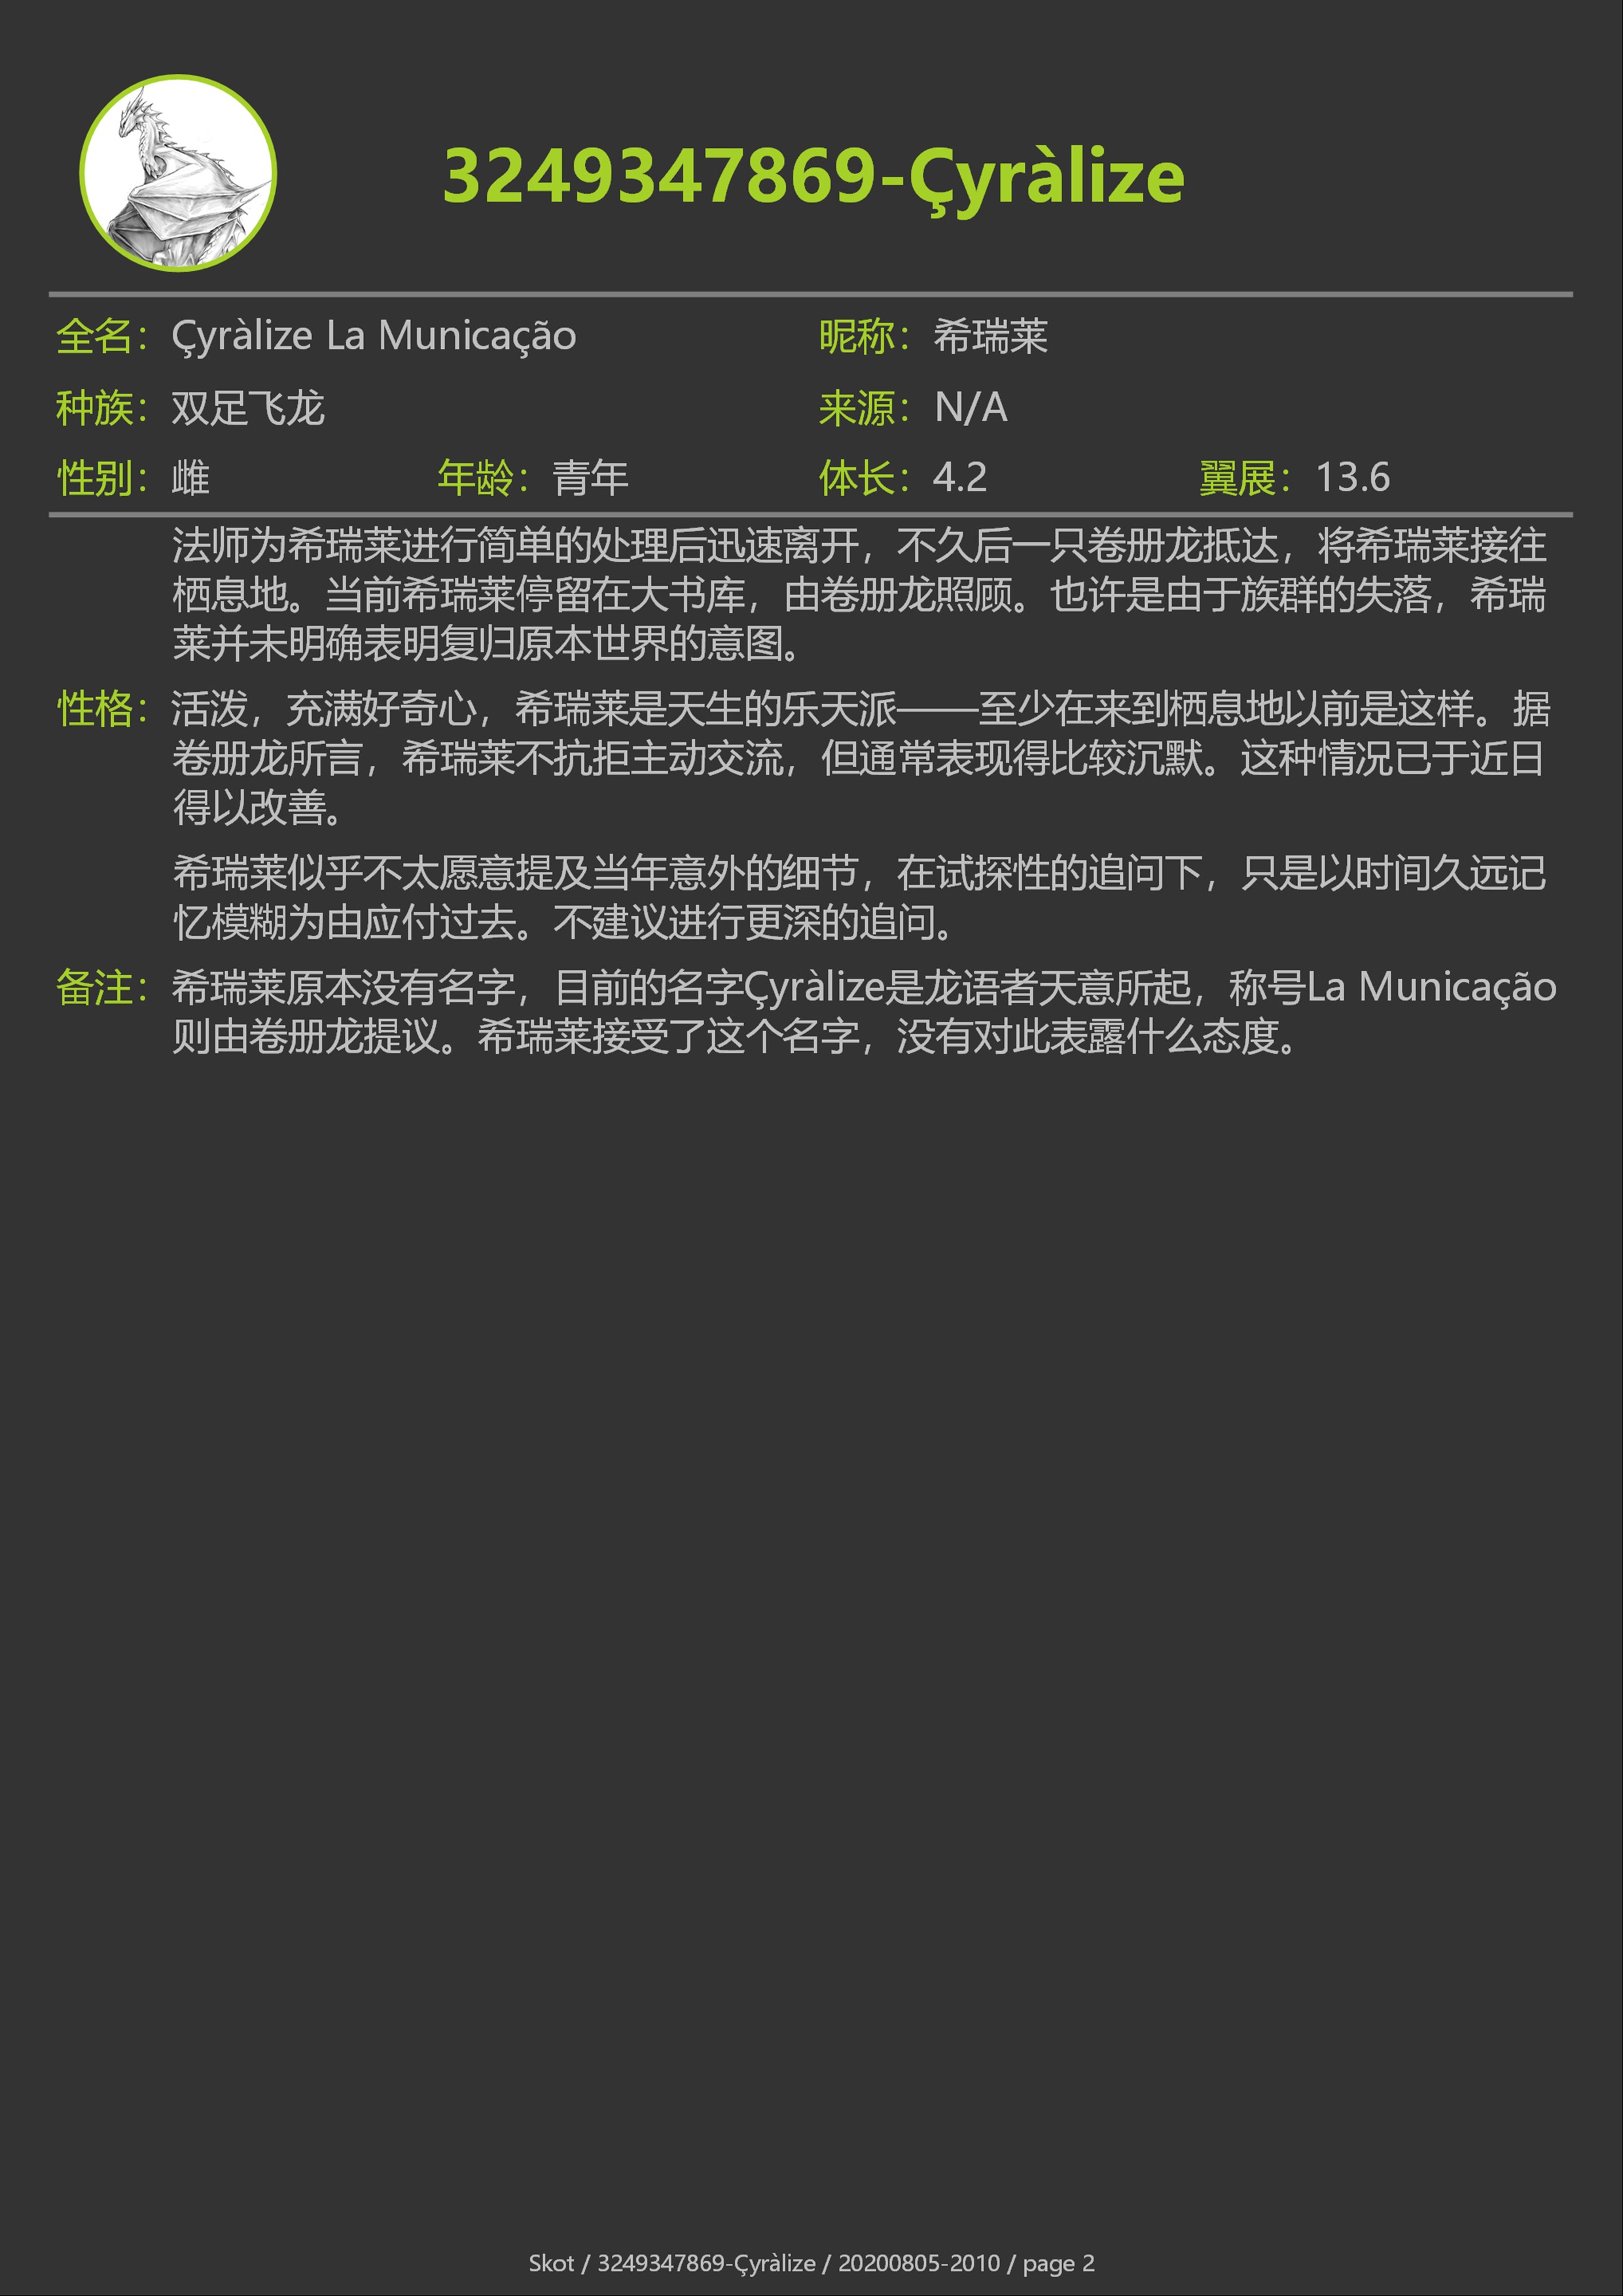 3249347869-Çyràlize
全名：Çyràlize La Municação 昵称：希瑞莱
种族：双足飞龙 来源：N/A
性别：雌 年龄：青年 体长：4.2 翼展：13.6
法师为希瑞莱进行简单的处理后迅速离开，不久后一只卷册龙抵达，将希瑞莱接往
栖息地。当前希瑞莱停留在大书库，由卷册龙照顾。也许是由于族群的失落，希瑞
莱并未明确表明复归原本世界的意图。
性格：活泼，充满好奇心，希瑞莱是天生的乐天派——至少在来到栖息地以前是这样。据
卷册龙所言，希瑞莱不抗拒主动交流，但通常表现得比较沉默。这种情况已于近日
得以改善。
希瑞莱似乎不太愿意提及当年意外的细节，在试探性的追问下，只是以时间久远记
忆模糊为由应付过去。不建议进行更深的追问。
备注：希瑞莱原本没有名字，目前的名字Çyràlize是龙语者天意所起，称号La Municação
则由卷册龙提议。希瑞莱接受了这个名字，没有对此表露什么态度。
Skot / 3249347869-Çyràlize / 20200805-2010 / page 2